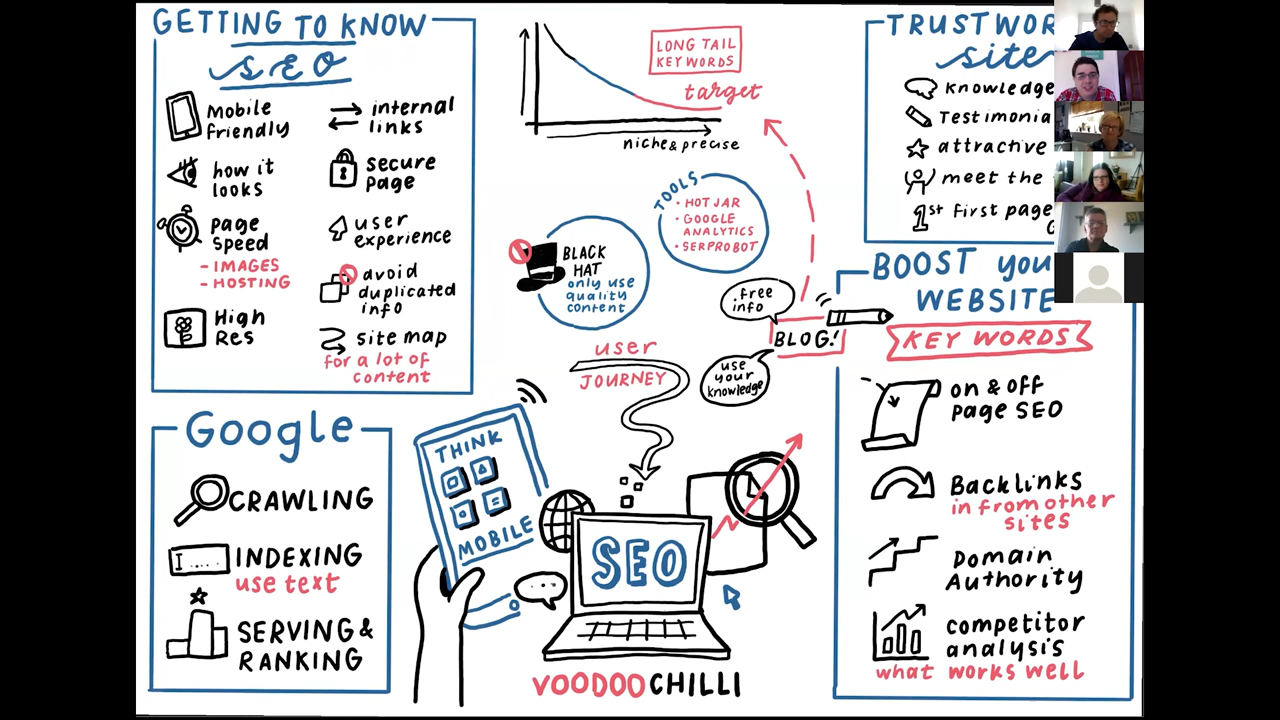 GETTING TO KNOW
SEO
Mobile
friendly
how it
looks
page
speed
- IMAGES
- HOSTING
High
Res
internal
links
secure
page
user
experience
avoid
duplicated
info
site map
for a lot of
content
Google
CRAWLING
INDEXING
use text
SERVING &
RANKING
LONG TAIL
KEYWORDS
target
niche & precise
TOOLS
• HOT JAR
• GOOGLE
ANALYTICS
• SERPROBOT
BLACK
HAT
only use
quality
content
free
info
BLOG!
use
your
knowledge
user
JOURNEY
THINK
MOBILE
SEO
VOODOO CHILLI
site
Knowledge
attractive
meet the
1st First page
BOOST
WEBSITE
KEY WORDS
on & off
page SEO
Backlinks
in from other
sites
Domain
Authority
competitor
analysis
what works well